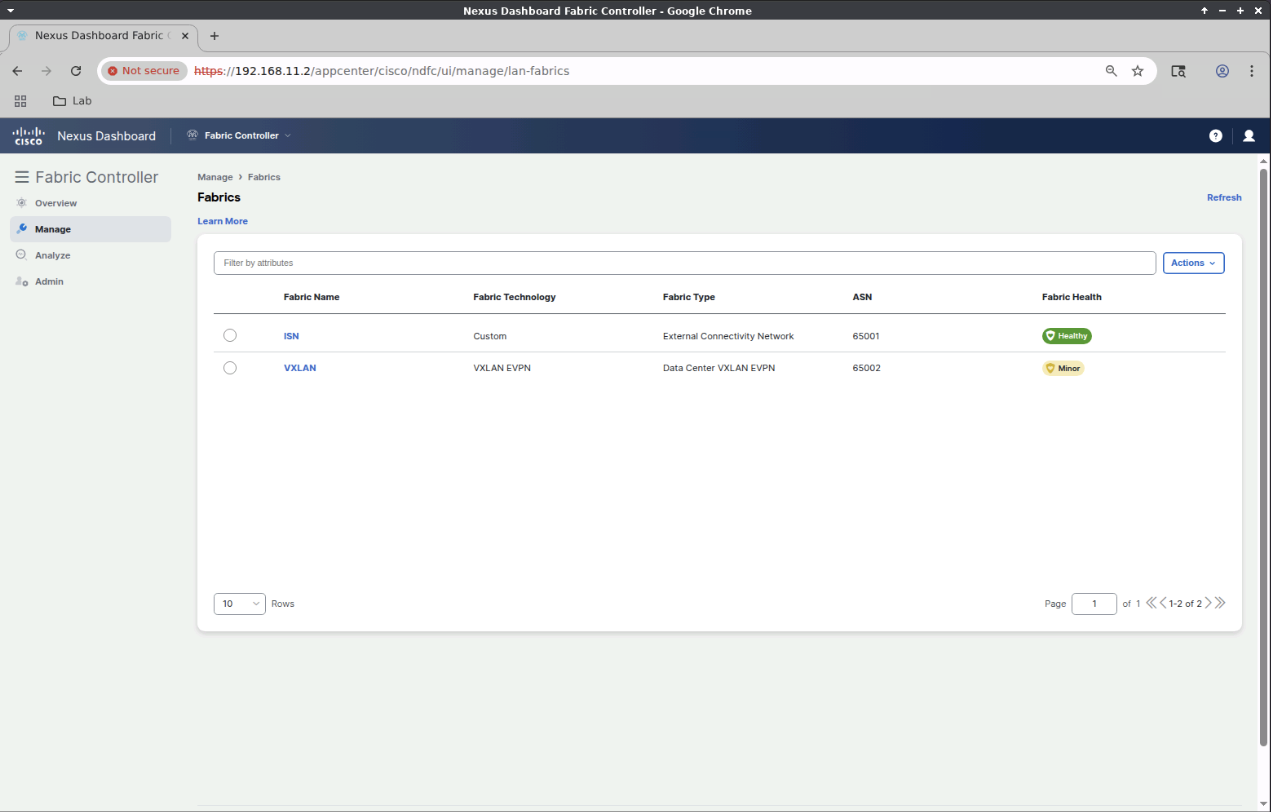 Nexus Dashboard Fabric Controller - Google Chrome
Nexus Dashboard Fabric
Not secure https://192.168.11.2/appcenter/cisco/ndfc/ui/manage/lan-fabrics
Lab
CISCO Nexus Dashboard Fabric Controller ?
Fabric Controller
Overview
Manage
Analyze
Admin
Manage > Fabrics
Fabrics
Refresh
Learn More
Filter by attributes
Actions
Fabric Name Fabric Technology Fabric Type ASN Fabric Health
ISN Custom External Connectivity Network 65001 Healthy
VXLAN VXLAN EVPN Data Center VXLAN EVPN 65002 Minor
10 Rows Page 1 of 1 1-2 of 2